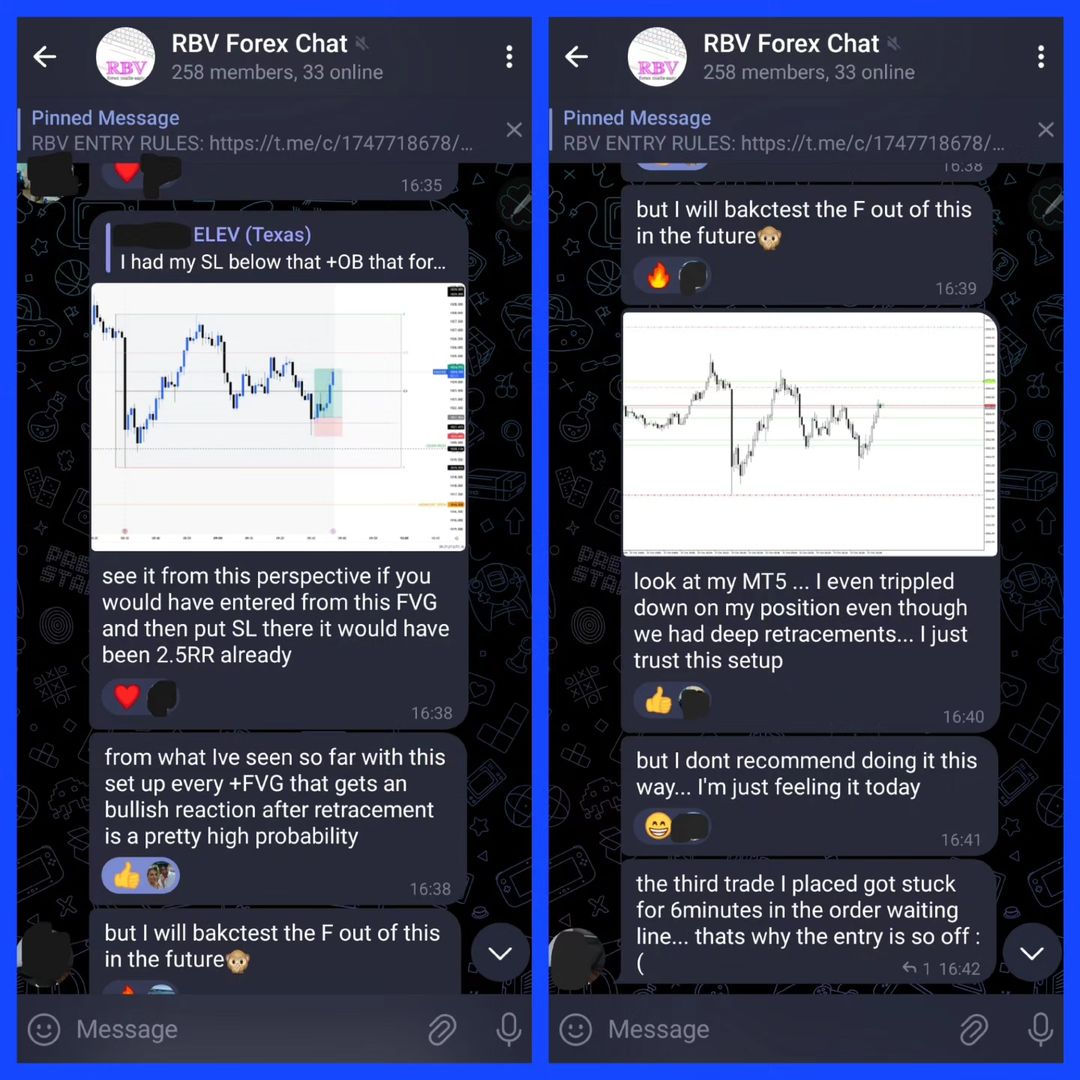 RBV Forex Chat
258 members, 33 online
Pinned Message
RBV ENTRY RULES: https://t.me/c/1747718678/...
RBV
16:35
ELEV (Texas)
I had my SL below that +OB that for...
see it from this perspective if you
would have entered from this FVG
and then put SL there it would have
been 2.5RR already
16:38
from what Ive seen so far with this
set up every +FVG that gets an
bullish reaction after retracement
is a pretty high probability
16:38
but I will bakctest the F out of this
in the future
Message
RBV Forex Chat
258 members, 33 online
Pinned Message
RBV ENTRY RULES: https://t.me/c/1747718678/...
RBV
16:38
but I will bakctest the F out of this
in the future
16:39
look at my MT5 ... I even trippled
down on my position even though
we had deep retracements... I just
trust this setup
16:40
but I dont recommend doing it this
way... I'm just feeling it today
16:41
the third trade I placed got stuck
for 6minutes in the order waiting
line... thats why the entry is so off :
(
1 16:42
Message